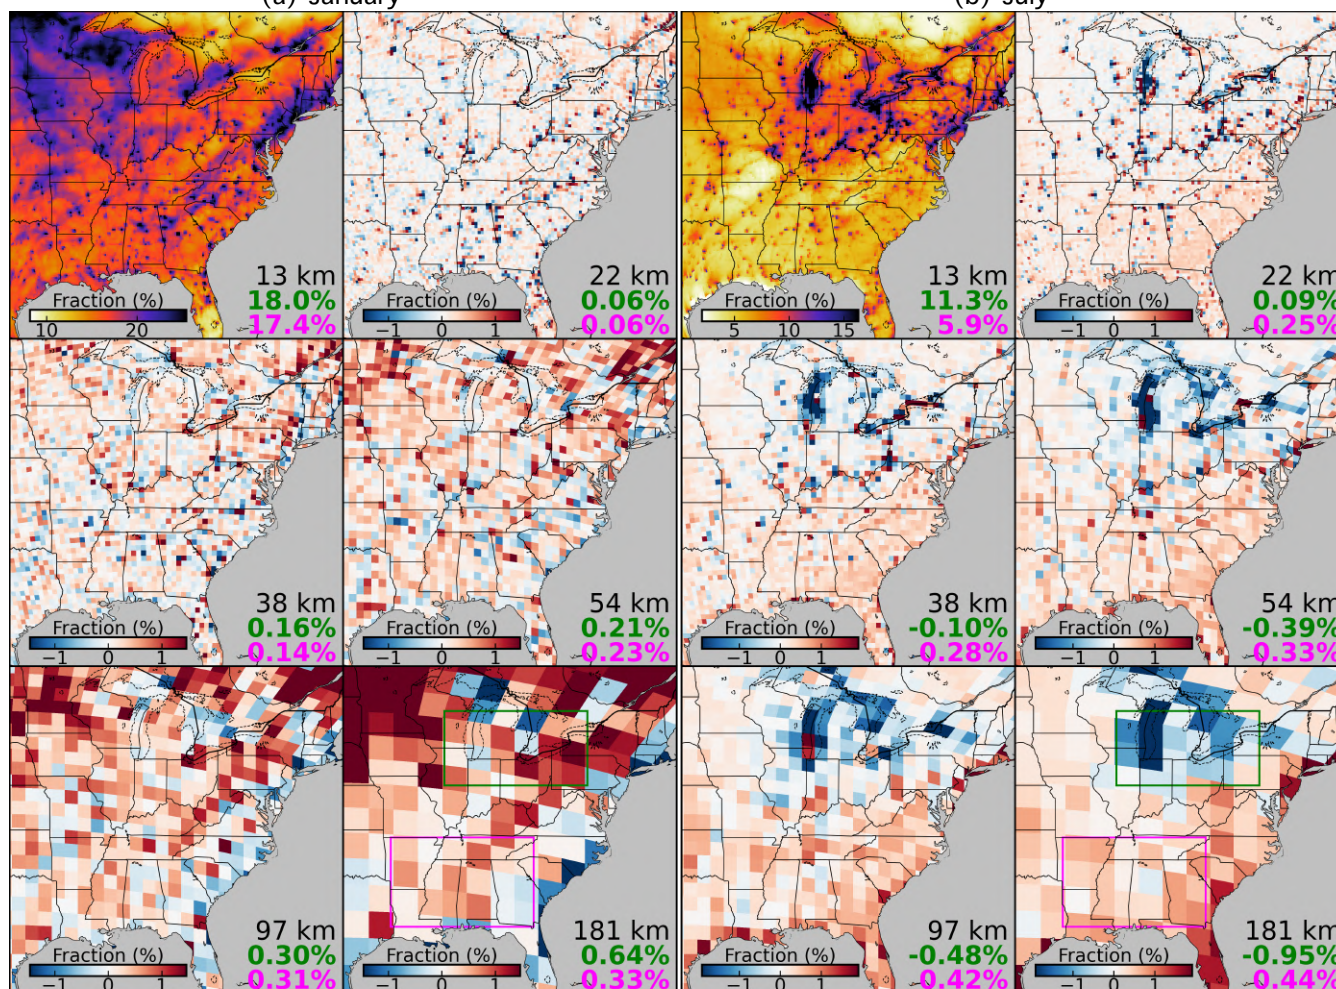 (a) January
(b) July
13 km
18.0%
17.4%
Fraction (%)
10 20
22 km
0.06%
0.06%
Fraction (%)
−1 0 1
13 km
11.3%
5.9%
Fraction (%)
5 10 15
22 km
0.09%
0.25%
Fraction (%)
−1 0 1
38 km
0.16%
0.14%
Fraction (%)
−1 0 1
54 km
0.21%
0.23%
Fraction (%)
−1 0 1
38 km
-0.10%
0.28%
Fraction (%)
−1 0 1
54 km
-0.39%
0.33%
Fraction (%)
−1 0 1
97 km
0.30%
0.31%
Fraction (%)
−1 0 1
181 km
0.64%
0.33%
Fraction (%)
−1 0 1
97 km
-0.48%
0.42%
Fraction (%)
−1 0 1
181 km
-0.95%
0.44%
Fraction (%)
−1 0 1